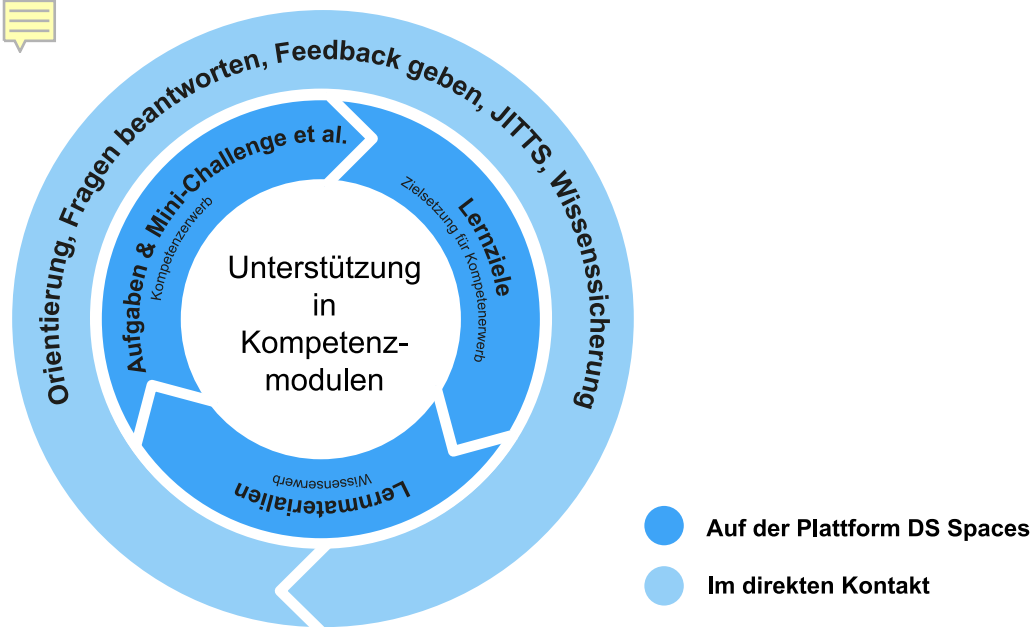 Orientierung, Fragen beantworten, Feedback geben, JITTS, Wissenssicherung
Aufgaben & Mini-Challenge et al.
Kompetenzerwerb
Lernziele
Zielsetzung für Kompetenerwerb
Lernmaterialien
Wissenserwerb
Unterstützung
in
Kompetenz-
modulen
Auf der Plattform DS Spaces
Im direkten Kontakt